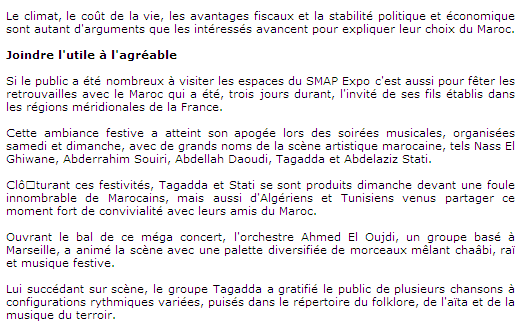 Le climat, le coût de la vie, les avantages fiscaux et la stabilité politique et économique
sont autant d'arguments que les intéressés avancent pour expliquer leur choix du Maroc.
Joindre l'utile à l'agréable
Si le public a été nombreux à visiter les espaces du SMAP Expo c'est aussi pour fêter les
retrouvailles avec le Maroc qui a été, trois jours durant, l'invité de ses fils établis dans
les régions méridionales de la France.
Cette ambiance festive a atteint son apogée lors des soirées musicales, organisées
samedi et dimanche, avec de grands noms de la scène artistique marocaine, tels Nass El
Ghiwane, Abderrahim Souiri, Abdellah Daoudi, Tagadda et Abdelaziz Stati.
Clô□turant ces festivités, Tagadda et Stati se sont produits dimanche devant une foule
innombrable de Marocains, mais aussi d'Algériens et Tunisiens venus partager ce
moment fort de convivialité avec leurs amis du Maroc.
Ouvrant le bal de ce méga concert, l'orchestre Ahmed El Oujdi, un groupe basé à
Marseille, a animé la scène avec une palette diversifiée de morceaux mêlant chaâbi, raï
et musique festive.
Lui succédant sur scène, le groupe Tagadda a gratifié le public de plusieurs chansons à
configurations rythmiques variées, puisés dans le répertoire du folklore, de l'aïta et de la
musique du terroir.